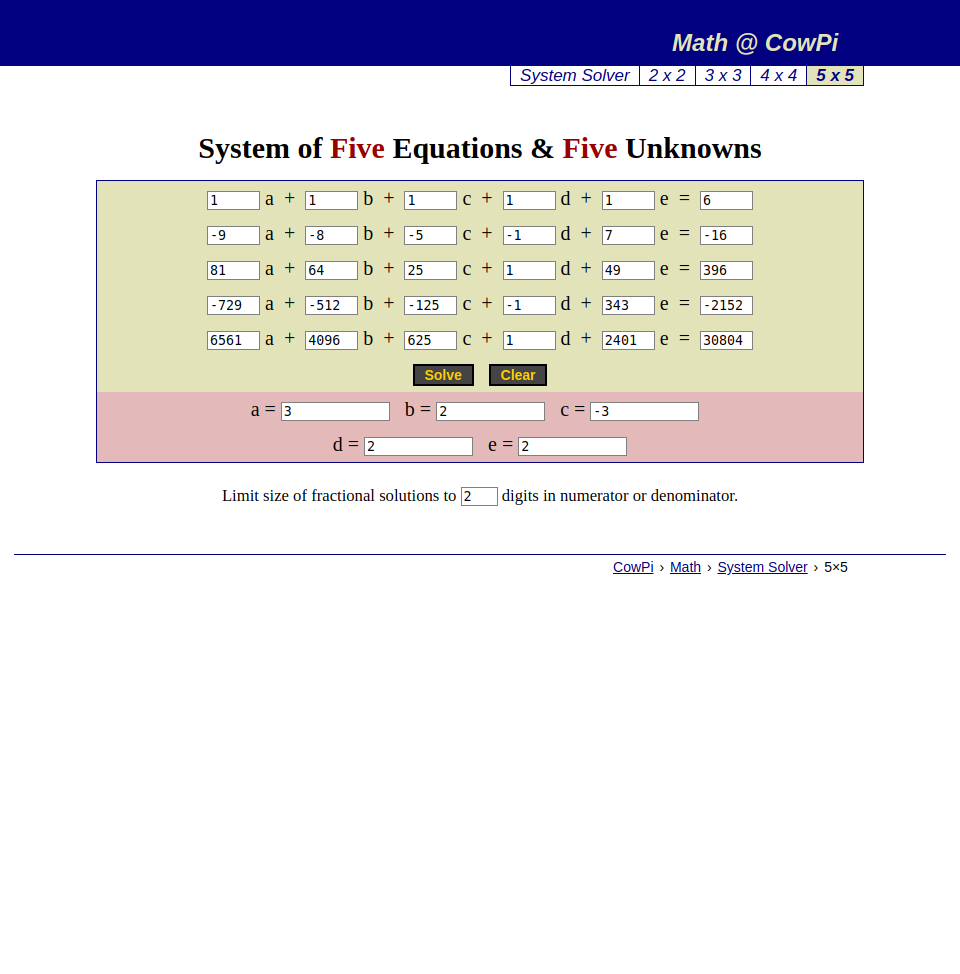 Math @ CowPi
System Solver 2 x 2 3 x 3 4 x 4 5 x 5
System of Five Equations & Five Unknowns
1 a + 1 b + 1 c + 1 d + 1 e = 6
-9 a + -8 b + -5 c + -1 d + 7 e = -16
81 a + 64 b + 25 c + 1 d + 49 e = 396
-729 a + -512 b + -125 c + -1 d + 343 e = -2152
6561 a + 4096 b + 625 c + 1 d + 2401 e = 30804
Solve Clear
a = 3 b = 2 c = -3
d = 2 e = 2
Limit size of fractional solutions to 2 digits in numerator or denominator.
CowPi › Math › System Solver › 5×5